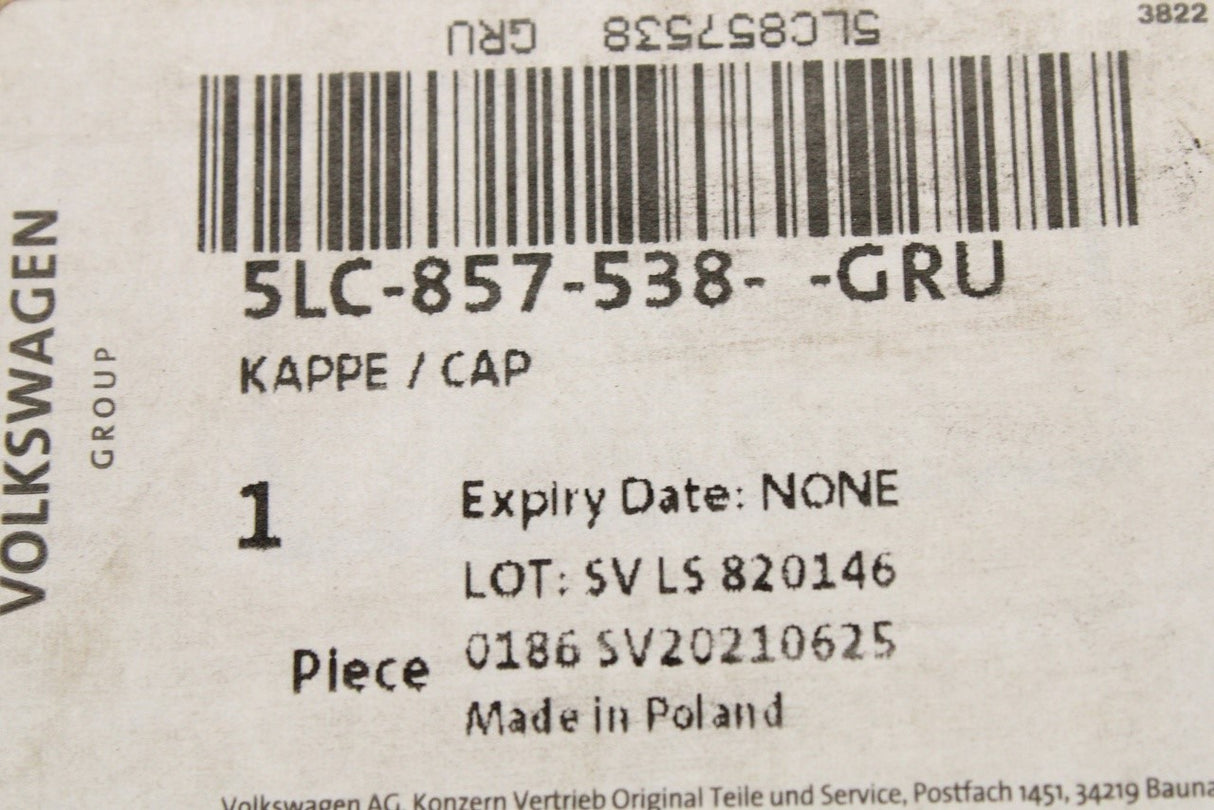 3822
5LC857538 GRU
5LC-857-538- -GRU
KAPPE / CAP
VOLKSWAGEN
GROUP
1
Piece
Expiry Date: NONE
LOT: SV LS 820146
0186 SV20210625
Made in Poland
Volkswagen AG, Konzern Vertrieb Original Teile und Service, Postfach 1451, 34219 Bauna